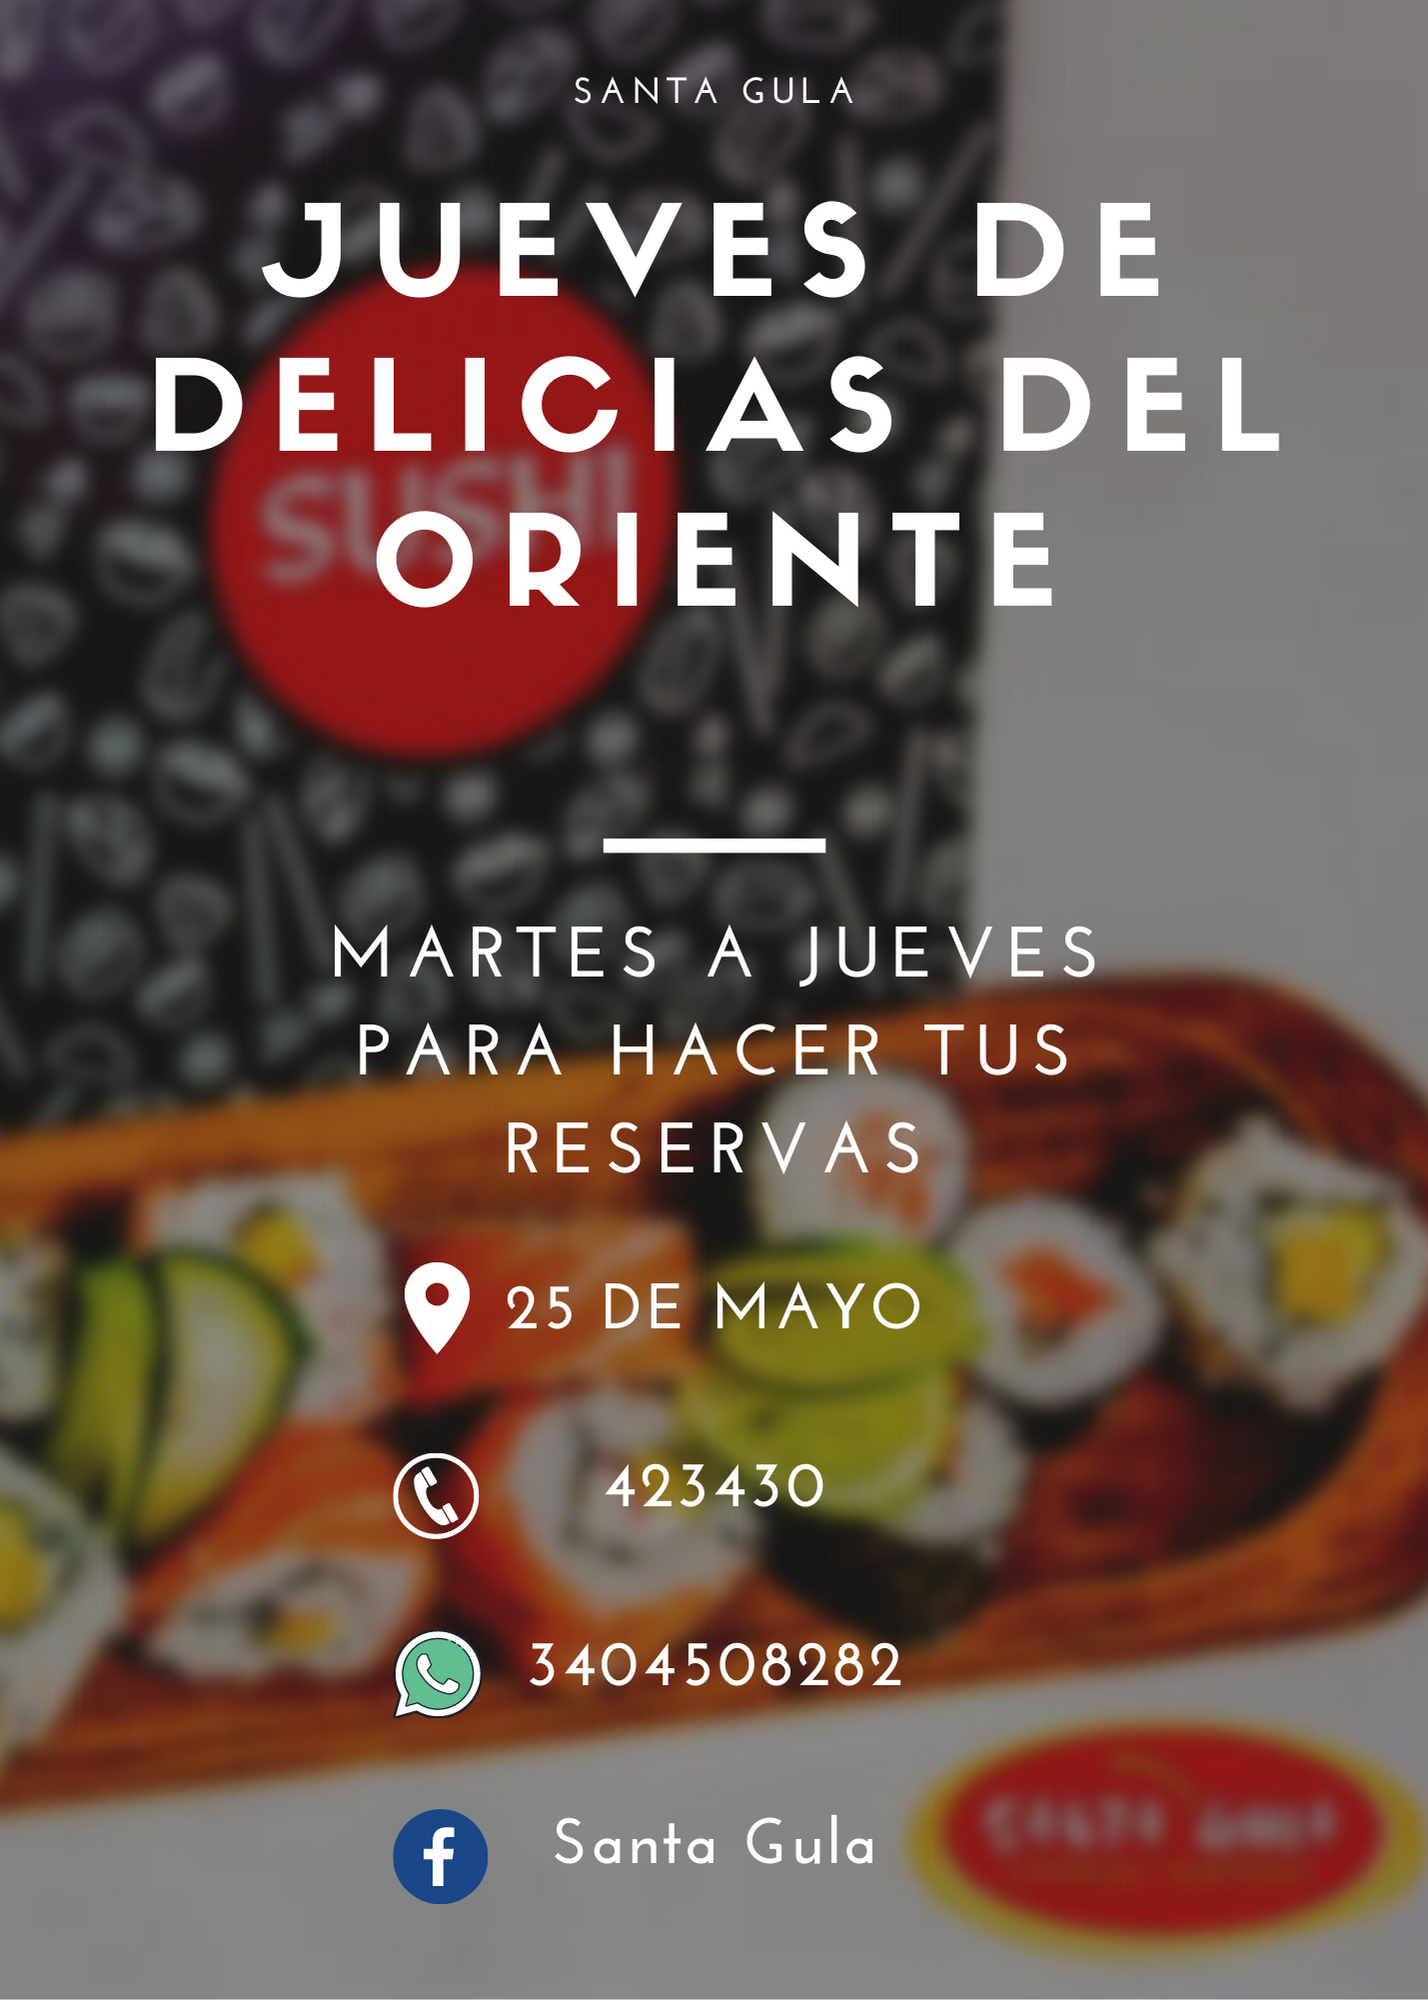 SANTA GULA
JUEVES DE
DELICIAS DEL
ORIENTE
SUSHI
MARTES A JUEVES
PARA HACER TUS
RESERVAS
25 DE MAYO
423430
3404508282
Santa Gula